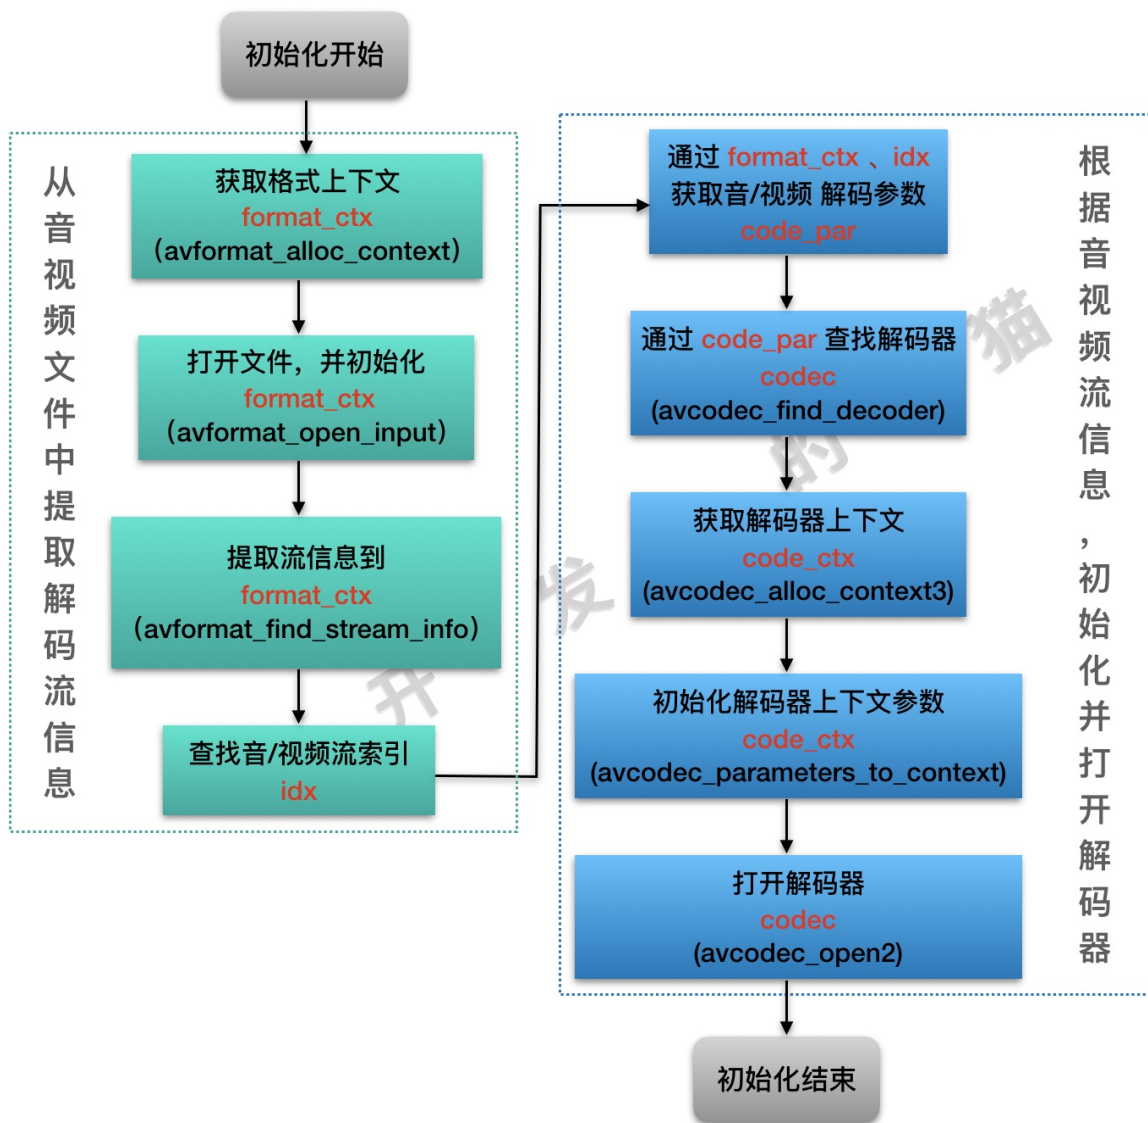 初始化开始
从音视频文件中提取解码流信息
获取格式上下文
format_ctx
（avformat_alloc_context）
打开文件，并初始化
format_ctx
（avformat_open_input）
提取流信息到
format_ctx
（avformat_find_stream_info）
查找音/视频流索引
idx
根据音视频流信息，初始化并打开解码器
通过 format_ctx 、idx
获取音/视频 解码参数
code_par
通过 code_par 查找解码器
codec
(avcodec_find_decoder)
获取解码器上下文
code_ctx
(avcodec_alloc_context3)
初始化解码器上下文参数
code_ctx
(avcodec_parameters_to_context)
打开解码器
codec
(avcodec_open2)
初始化结束
开发的猫